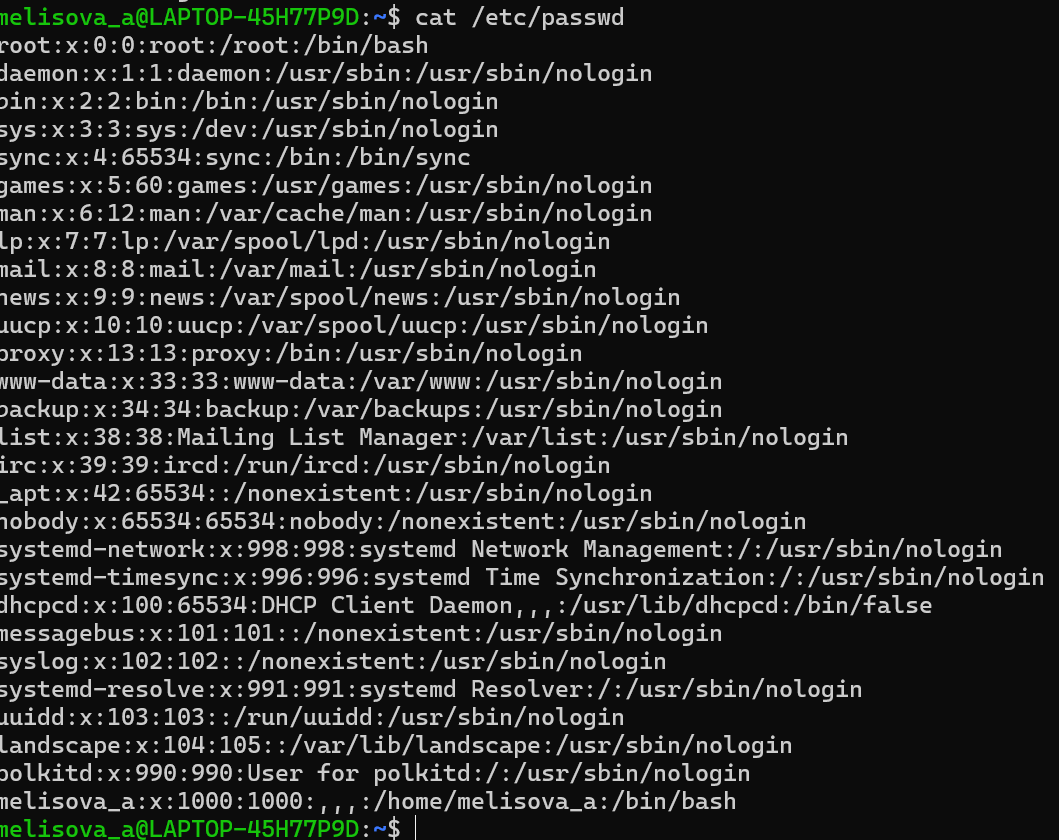 melisova_a@LAPTOP-45H77P9D:~$ cat /etc/passwd
root:x:0:0:root:/root:/bin/bash
daemon:x:1:1:daemon:/usr/sbin:/usr/sbin/nologin
bin:x:2:2:bin:/bin:/usr/sbin/nologin
sys:x:3:3:sys:/dev:/usr/sbin/nologin
sync:x:4:65534:sync:/bin:/bin/sync
games:x:5:60:games:/usr/games:/usr/sbin/nologin
man:x:6:12:man:/var/cache/man:/usr/sbin/nologin
lp:x:7:7:lp:/var/spool/lpd:/usr/sbin/nologin
mail:x:8:8:mail:/var/mail:/usr/sbin/nologin
news:x:9:9:news:/var/spool/news:/usr/sbin/nologin
uucp:x:10:10:uucp:/var/spool/uucp:/usr/sbin/nologin
proxy:x:13:13:proxy:/bin:/usr/sbin/nologin
www-data:x:33:33:www-data:/var/www:/usr/sbin/nologin
backup:x:34:34:backup:/var/backups:/usr/sbin/nologin
list:x:38:38:Mailing List Manager:/var/list:/usr/sbin/nologin
irc:x:39:39:ircd:/run/ircd:/usr/sbin/nologin
_apt:x:42:65534::/nonexistent:/usr/sbin/nologin
nobody:x:65534:65534:nobody:/nonexistent:/usr/sbin/nologin
systemd-network:x:998:998:systemd Network Management:/:/usr/sbin/nologin
systemd-timesync:x:996:996:systemd Time Synchronization:/:/usr/sbin/nologin
dhcpcd:x:100:65534:DHCP Client Daemon,,,:/usr/lib/dhcpcd:/bin/false
messagebus:x:101:101::/nonexistent:/usr/sbin/nologin
syslog:x:102:102::/nonexistent:/usr/sbin/nologin
systemd-resolve:x:991:991:systemd Resolver:/:/usr/sbin/nologin
uuidd:x:103:103::/run/uuidd:/usr/sbin/nologin
landscape:x:104:105::/var/lib/landscape:/usr/sbin/nologin
polkitd:x:990:990:User for polkitd:/:/usr/sbin/nologin
melisova_a:x:1000:1000:,,,:/home/melisova_a:/bin/bash
melisova_a@LAPTOP-45H77P9D:~$